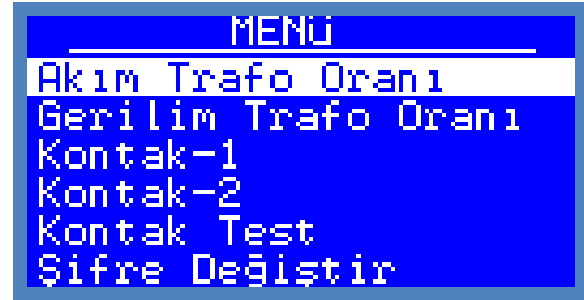 MENÜ
Akım Trafo Oranı
Gerilim Trafo Oranı
Kontak-1
Kontak-2
Kontak Test
Şifre Değiştir